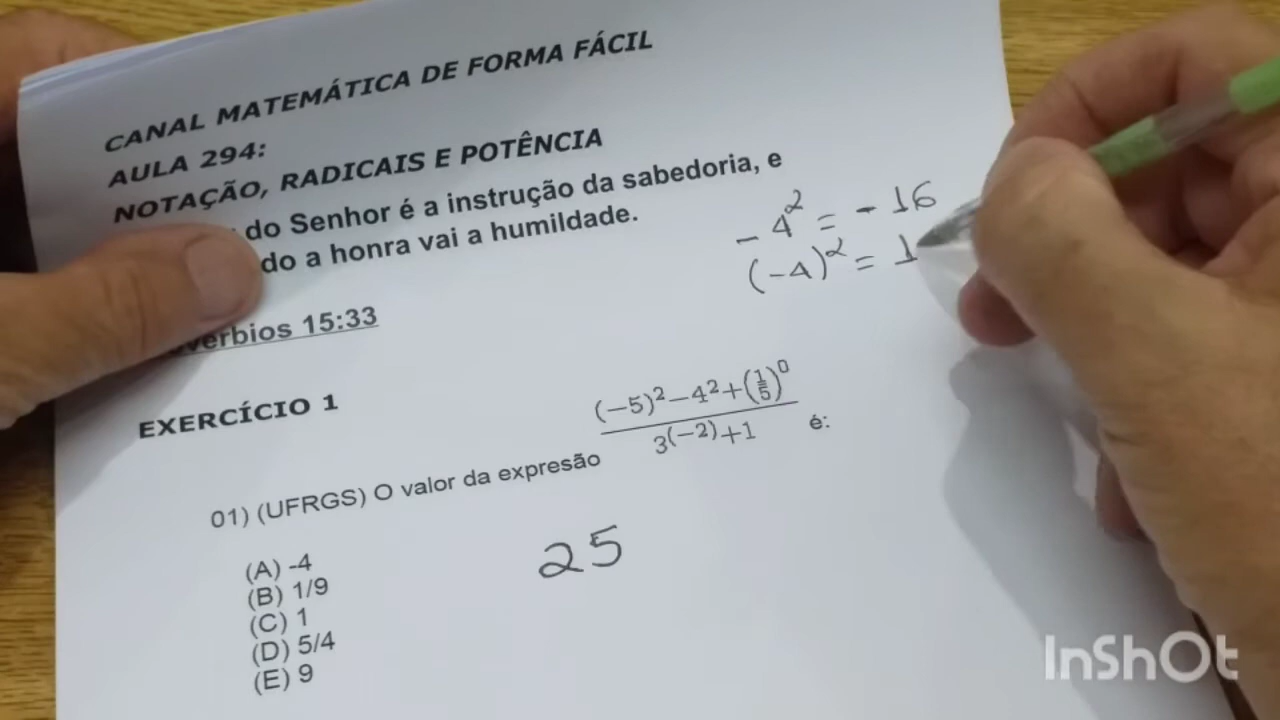 CANAL MATEMÁTICA DE FORMA FÁCIL
AULA 294:
NOTAÇÃO, RADICAIS E POTÊNCIA
do Senhor é a instrução da sabedoria, e
do a honra vai a humildade.
15:33
-4² = -16
(-4)² = 1
EXERCÍCIO 1
01) (UFRGS) O valor da expresão ((-5)²-4²+(1/5)⁰)/(3^(-2)+1) é:
25
(A) -4
(B) 1/9
(C) 1
(D) 5/4
(E) 9
InShOt